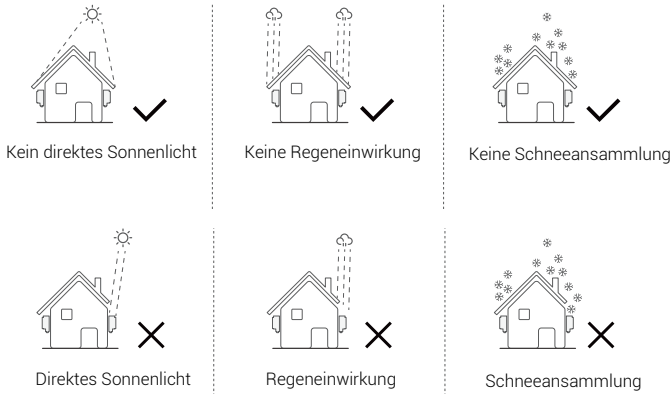 Kein direktes Sonnenlicht
Keine Regeneinwirkung
Keine Schneeansammlung
Direktes Sonnenlicht
Regeneinwirkung
Schneeansammlung